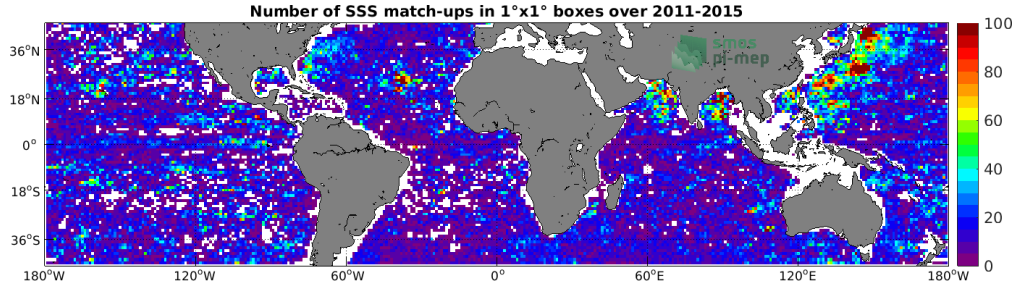 Number of SSS match-ups in 1°x1° boxes over 2011-2015
smos
pi-mep
36°N
18°N
0°
18°S
36°S
180°W
120°W
60°W
0°
60°E
120°E
180°W
100
80
60
40
20
0